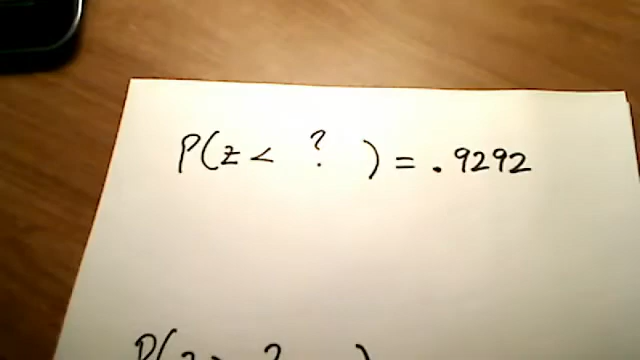 P(z < ? ) = .9292
P(z > ? )